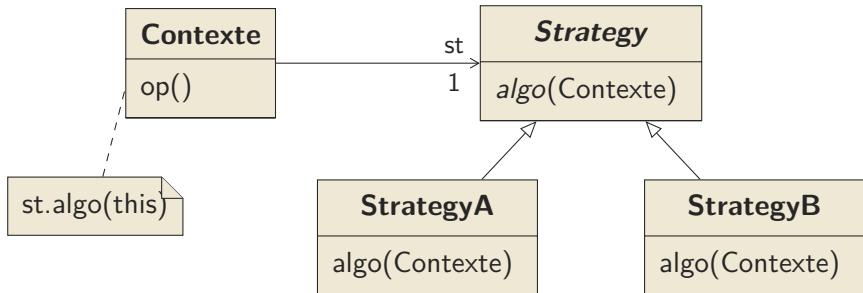 Contexte
op()
st
1
Strategy
algo(Contexte)
st.algo(this)
StrategyA
algo(Contexte)
StrategyB
algo(Contexte)